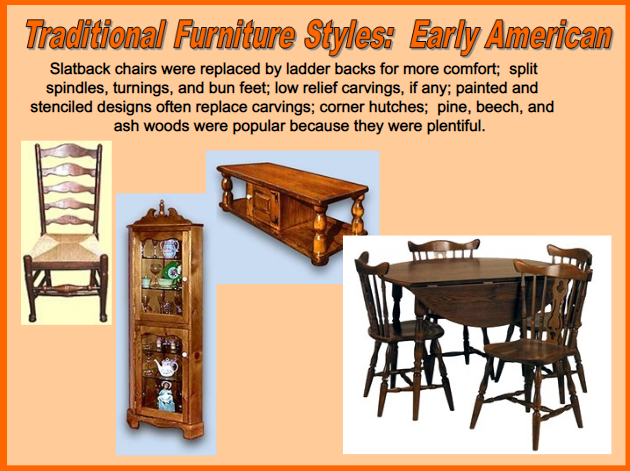 Traditional Furniture Styles: Early American
Slatback chairs were replaced by ladder backs for more comfort; split
spindles, turnings, and bun feet; low relief carvings, if any; painted and
stenciled designs often replace carvings; corner hutches; pine, beech, and
ash woods were popular because they were plentiful.